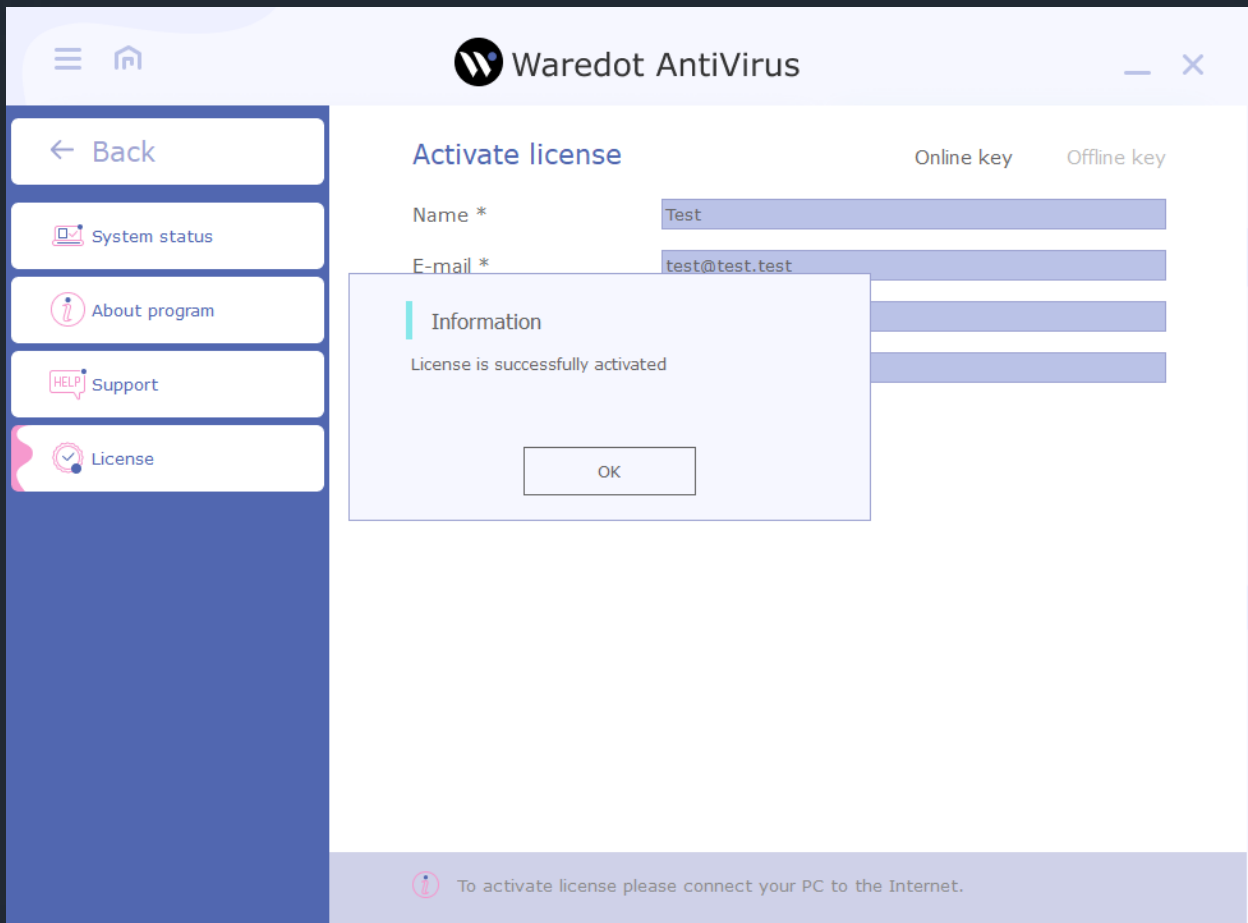 Waredot AntiVirus
Back
System status
About program
HELP Support
License
Activate license
Online key
Offline key
Name * Test
E-mail * test@test.test
Information
License is successfully activated
OK
To activate license please connect your PC to the Internet.